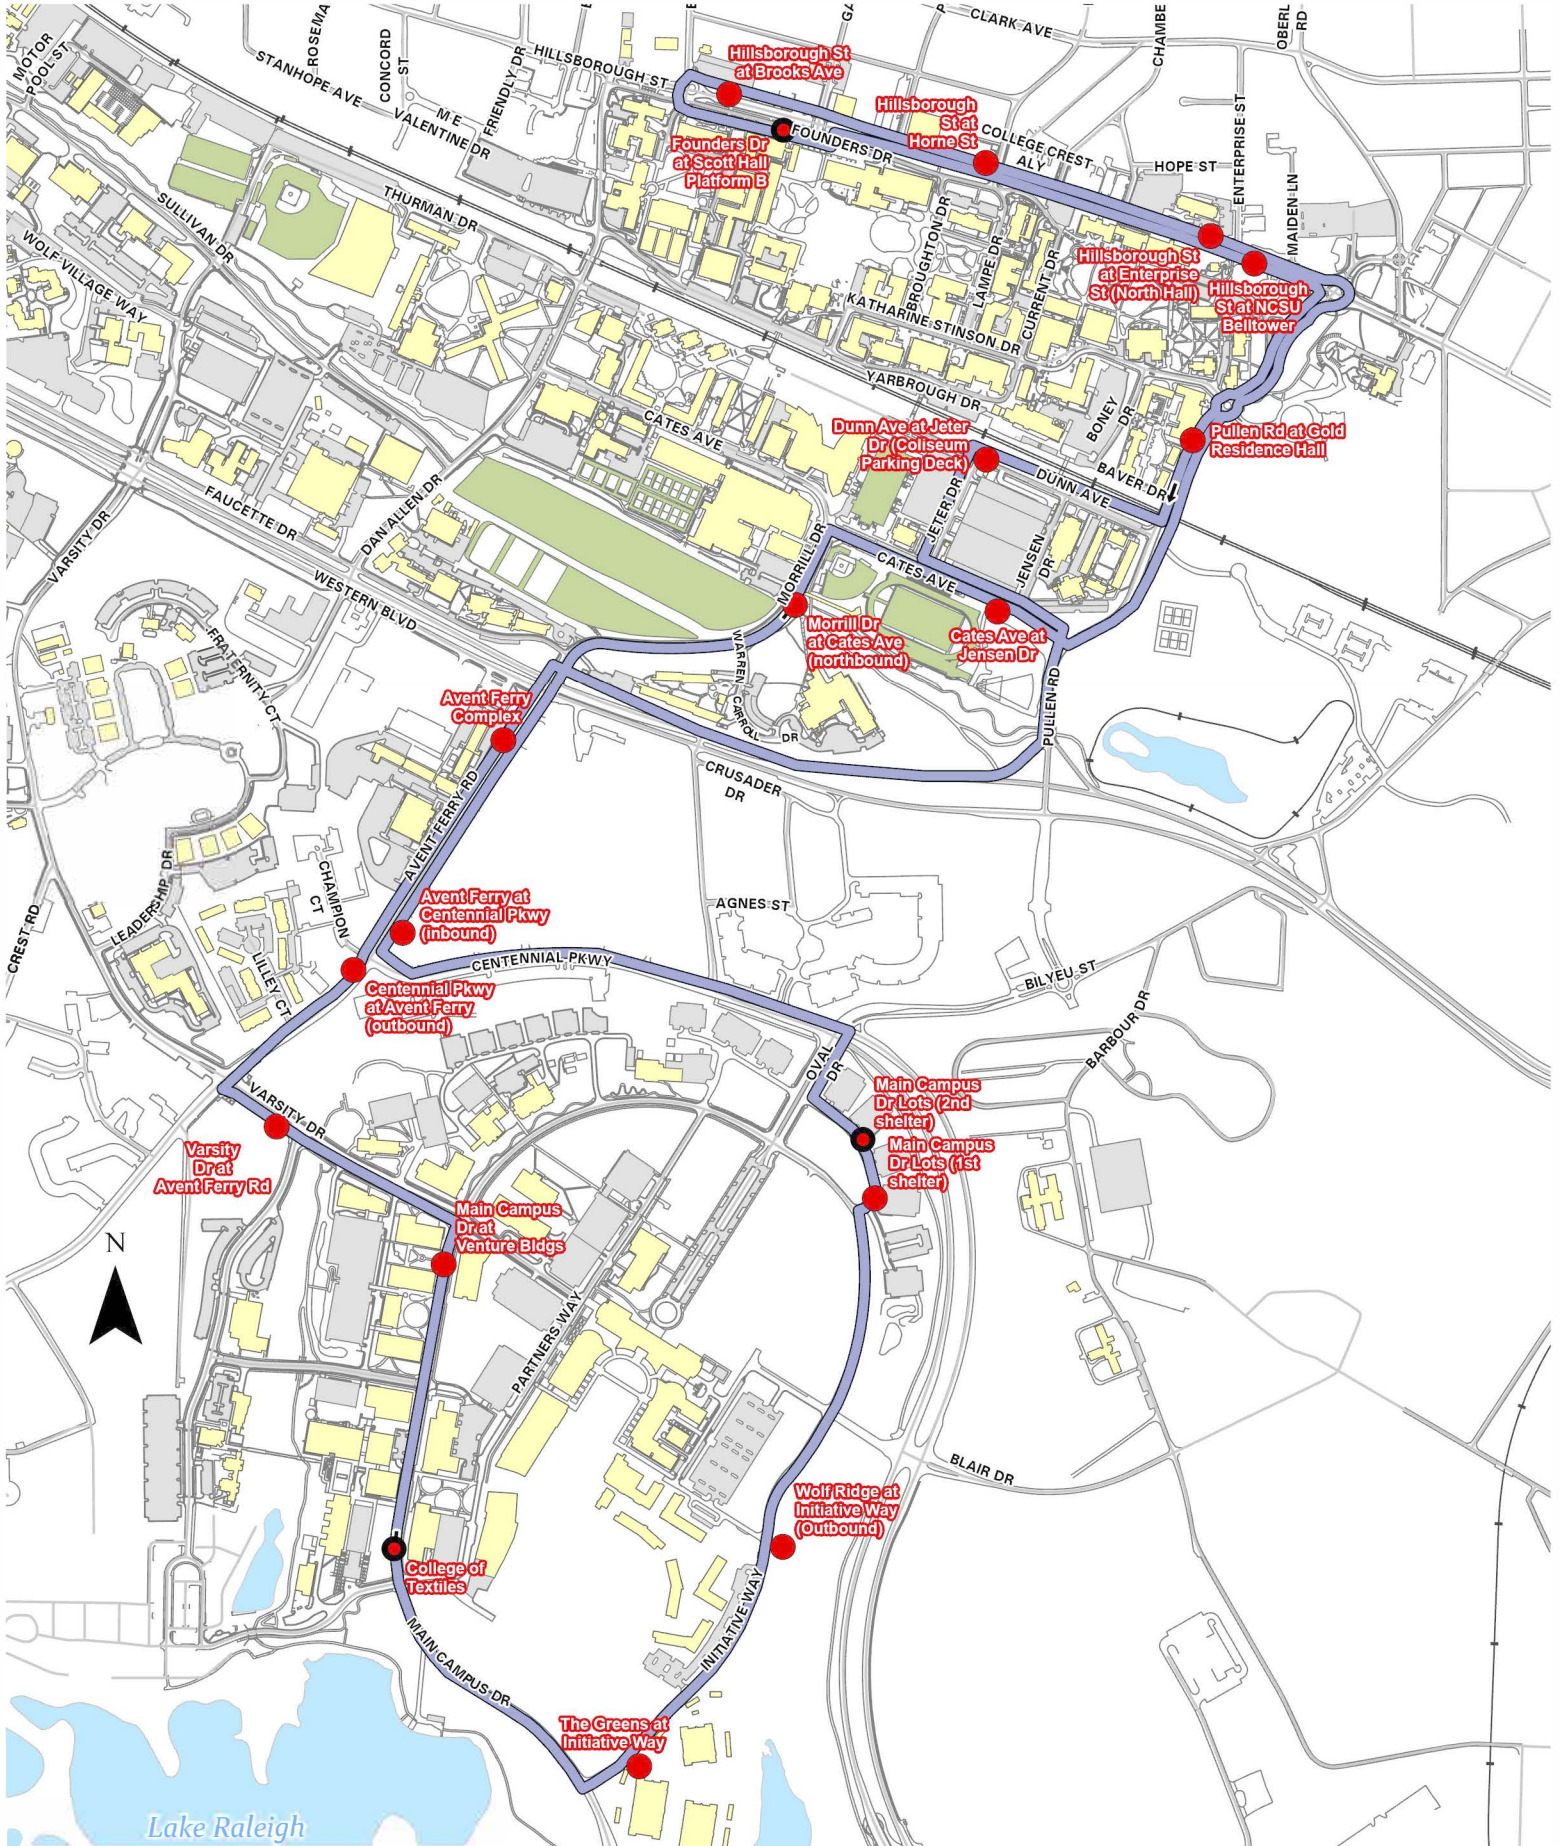 CLARK AVE
CHAMBE
OBERL
RD
ROSEMA
MOTOR
POOL ST
STANHOPE AVE
CONCORD
ST
FRIENDLY DR
HILLSBOROUGH ST
Hillsborough St
at Brooks Ave
M E
VALENTINE DR
Hillsborough
St at
Horne St
FOUNDERS DR
Founders Dr
at Scott Hall
Platform B
COLLEGE CREST
ALY
HOPE ST
ENTERPRISE ST
MAIDEN LN
THURMAN DR
SULLIVAN DR
WOLF VILLAGE WAY
BROUGHTON DR
LAMPE DR
CURRENT DR
Hillsborough St
at Enterprise
St (North Hall)
Hillsborough
St at NCSU
Belltower
KATHARINE STINSON DR
YARBROUGH DR
BONEY
DR
CATES AVE
Dunn Ave at Jeter
Dr (Coliseum
Parking Deck)
Pullen Rd at Gold
Residence Hall
BAVER DR
DUNN AVE
JETER DR
FAUCETTE DR
DAN ALLEN DR
VARSITY DR
WESTERN BLVD
MORRILL DR
CATES AVE
JENSEN
DR
Morrill Dr
at Cates Ave
(northbound)
Cates Ave at
Jensen Dr
FRATERNITY CT
WARREN CARROLL DR
PULLEN RD
Avent Ferry
Complex
CRUSADER
DR
AVENT FERRY RD
LEADERSHIP DR
CHAMPION
CT
Avent Ferry at
Centennial Pkwy
(inbound)
AGNES ST
CREST RD
LILLEY CT
CENTENNIAL PKWY
BILYEU ST
Centennial Pkwy
at Avent Ferry
(outbound)
BARBOUR DR
OVAL
DR
VARSITY DR
Main Campus
Dr Lots (2nd
shelter)
Main Campus
Dr Lots (1st
shelter)
Varsity
Dr at
Avent Ferry Rd
Main Campus
Dr at
Venture Bldgs
N
PARTNERS WAY
BLAIR DR
Wolf Ridge at
Initiative Way
(Outbound)
College of
Textiles
INITIATIVE WAY
MAIN CAMPUS DR
The Greens at
Initiative Way
Lake Raleigh